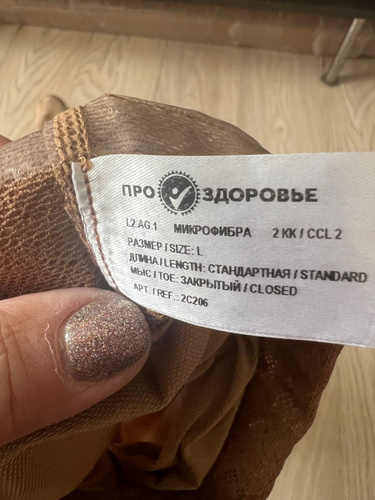 ПРО ЗДОРОВЬЕ
L2.AG.1 МИКРОФИБРА 2 КК / CCL 2
РАЗМЕР / SIZE: L
ДЛИНА / LENGTH: СТАНДАРТНАЯ / STANDARD
МЫС / TOE: ЗАКРЫТЫЙ / CLOSED
АРТ. / REF.: 2C206